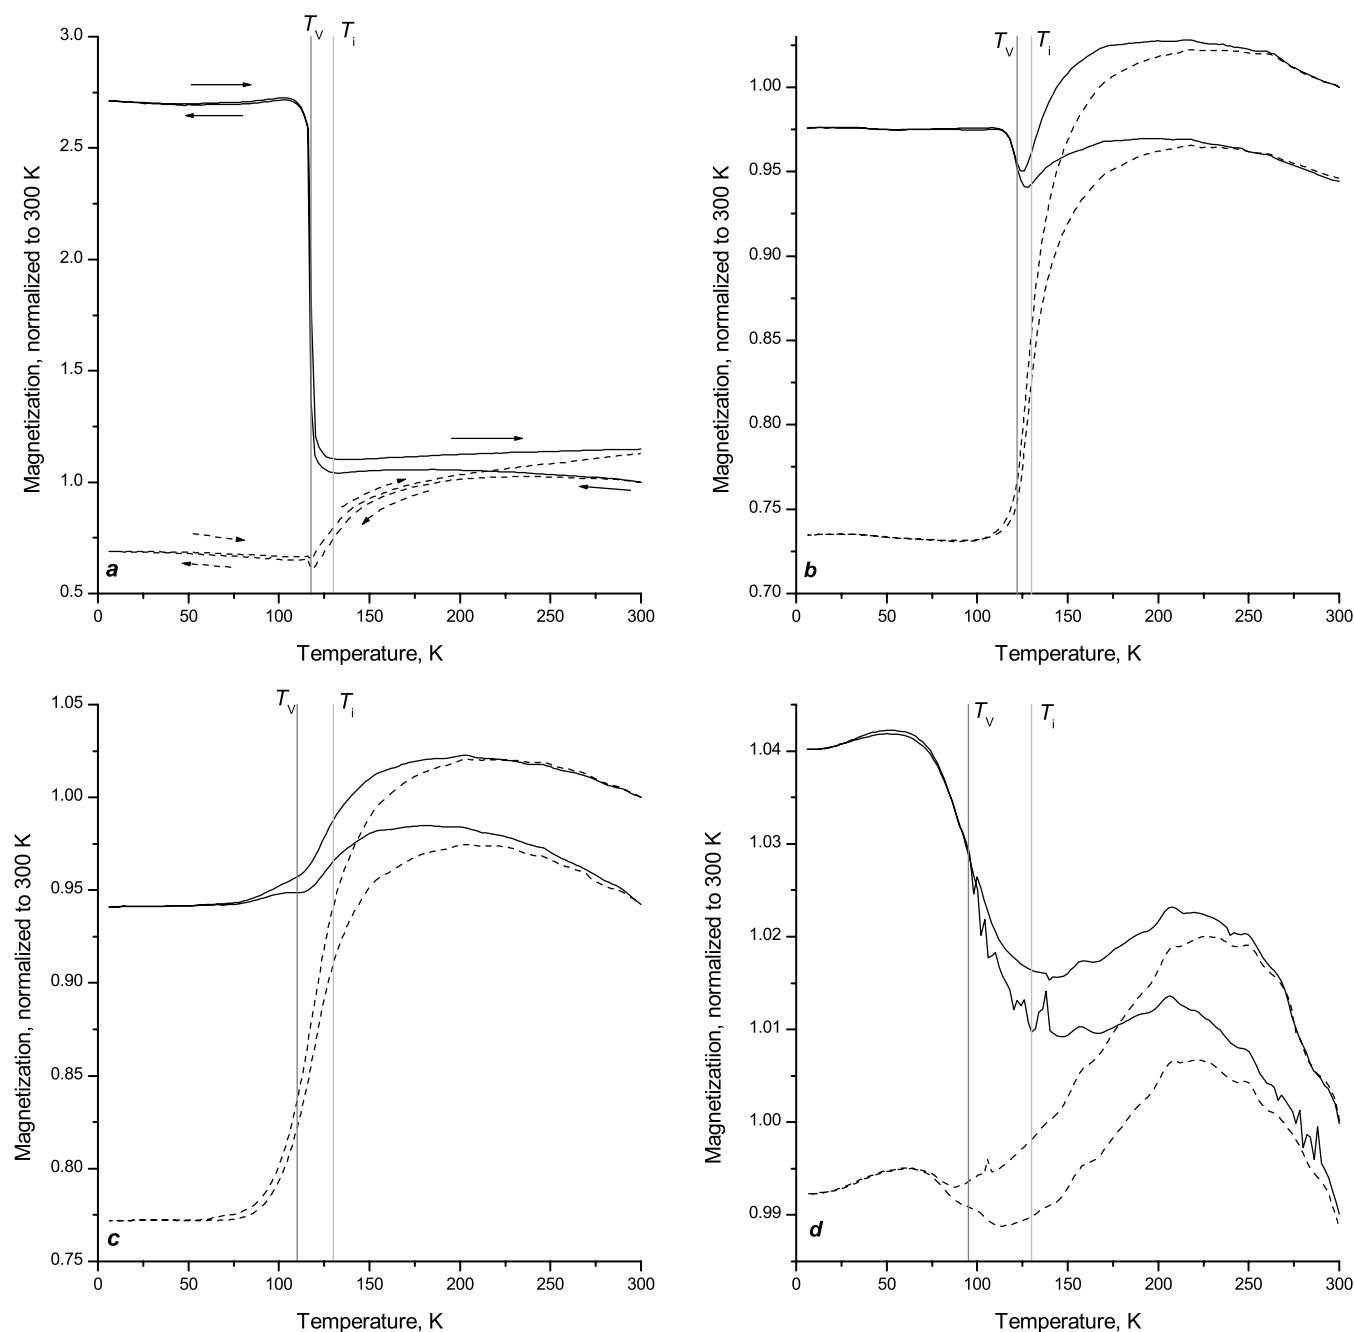 T_V T_i
3.0
2.5
2.0
1.5
1.0
0.5
0 50 100 150 200 250 300
Magnetization, normalized to 300 K
Temperature, K
a
T_V T_i
1.00
0.95
0.90
0.85
0.80
0.75
0.70
0 50 100 150 200 250 300
Magnetization, normalized to 300 K
Temperature, K
b
T_V T_i
1.05
1.00
0.95
0.90
0.85
0.80
0.75
0 50 100 150 200 250 300
Magnetization, normalized to 300 K
Temperature, K
c
T_V T_i
1.04
1.03
1.02
1.01
1.00
0.99
0 50 100 150 200 250 300
Magnetizatiion, normalized to 300 K
Temperature, K
d